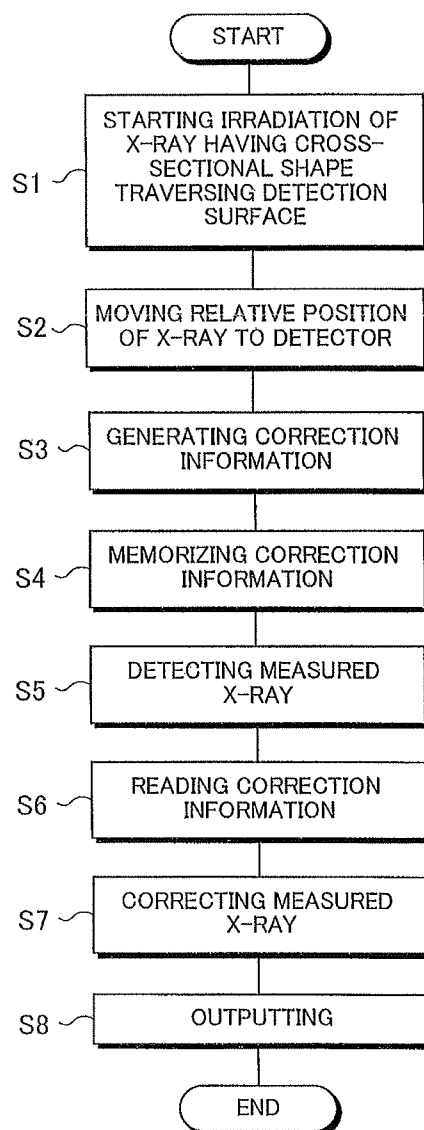 START
S1
STARTING IRRADIATION OF
X-RAY HAVING CROSS-
SECTIONAL SHAPE
TRAVERSING DETECTION
SURFACE
S2
MOVING RELATIVE POSITION
OF X-RAY TO DETECTOR
S3
GENERATING CORRECTION
INFORMATION
S4
MEMORIZING CORRECTION
INFORMATION
S5
DETECTING MEASURED
X-RAY
S6
READING CORRECTION
INFORMATION
S7
CORRECTING MEASURED
X-RAY
S8
OUTPUTTING
END